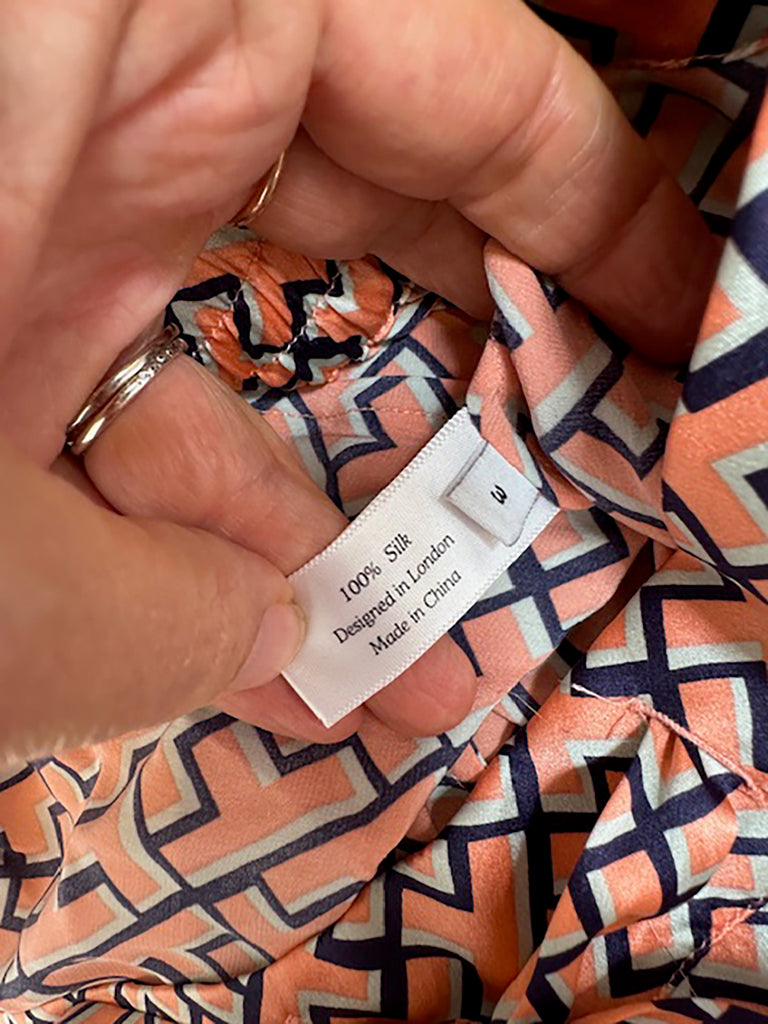 100% Silk
Designed in London
Made in China